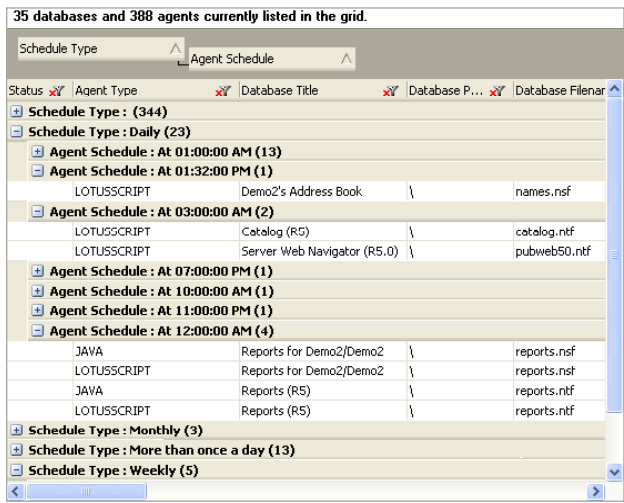 35 databases and 388 agents currently listed in the grid.
Schedule Type
Agent Schedule
Status Agent Type Database Title Database P... Database Filenar
Schedule Type : (344)
Schedule Type : Daily (23)
Agent Schedule : At 01:00:00 AM (13)
Agent Schedule : At 01:32:00 PM (1)
LOTUSSCRIPT Demo2's Address Book \ names.nsf
Agent Schedule : At 03:00:00 AM (2)
LOTUSSCRIPT Catalog (R5) \ catalog.ntf
LOTUSSCRIPT Server Web Navigator (R5.0) \ pubweb50.ntf
Agent Schedule : At 07:00:00 PM (1)
Agent Schedule : At 10:00:00 AM (1)
Agent Schedule : At 11:00:00 PM (1)
Agent Schedule : At 12:00:00 AM (4)
JAVA Reports for Demo2/Demo2 \ reports.nsf
LOTUSSCRIPT Reports for Demo2/Demo2 \ reports.nsf
JAVA Reports (R5) \ reports.ntf
LOTUSSCRIPT Reports (R5) \ reports.ntf
Schedule Type : Monthly (3)
Schedule Type : More than once a day (13)
Schedule Type : Weekly (5)